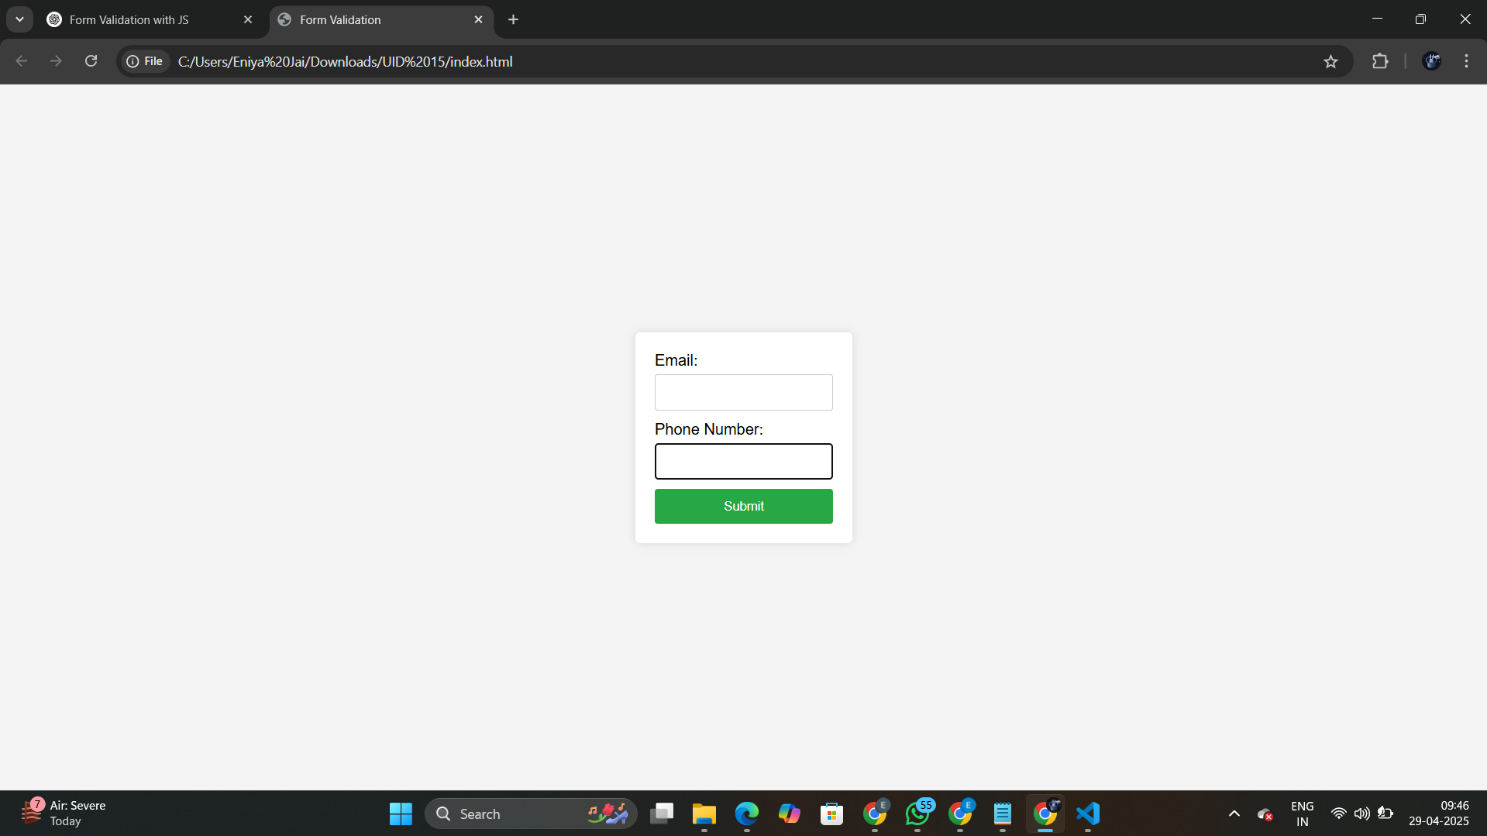 Form Validation with JS
Form Validation
File
C:/Users/Eniya%20Jai/Downloads/UID%2015/index.html
Email:
Phone Number:
Submit
7
Air: Severe
Today
Search
E
55
E
ENG
IN
09:46
29-04-2025